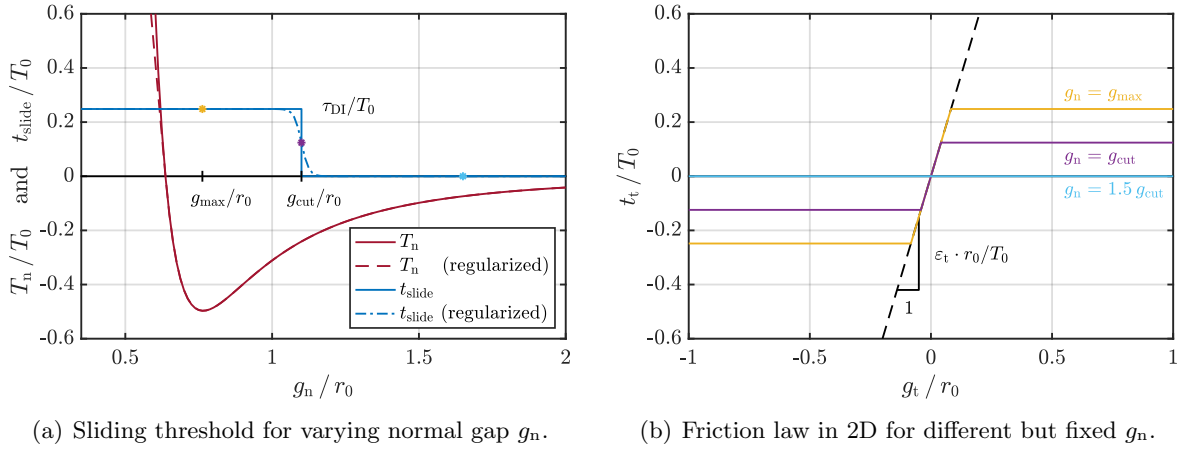 0.6
0.4
0.2
0
-0.2
-0.4
-0.6
T_n / T_0 and t_slide / T_0
τ_DI/T_0
g_max/r_0
g_cut/r_0
T_n
T_n (regularized)
t_slide
t_slide (regularized)
0.5
1
1.5
2
g_n / r_0
(a) Sliding threshold for varying normal gap g_n.
0.6
0.4
0.2
0
-0.2
-0.4
-0.6
t_t / T_0
g_n = g_max
g_n = g_cut
g_n = 1.5 g_cut
ε_t · r_0/T_0
1
-1
-0.5
0
0.5
1
g_t / r_0
(b) Friction law in 2D for different but fixed g_n.